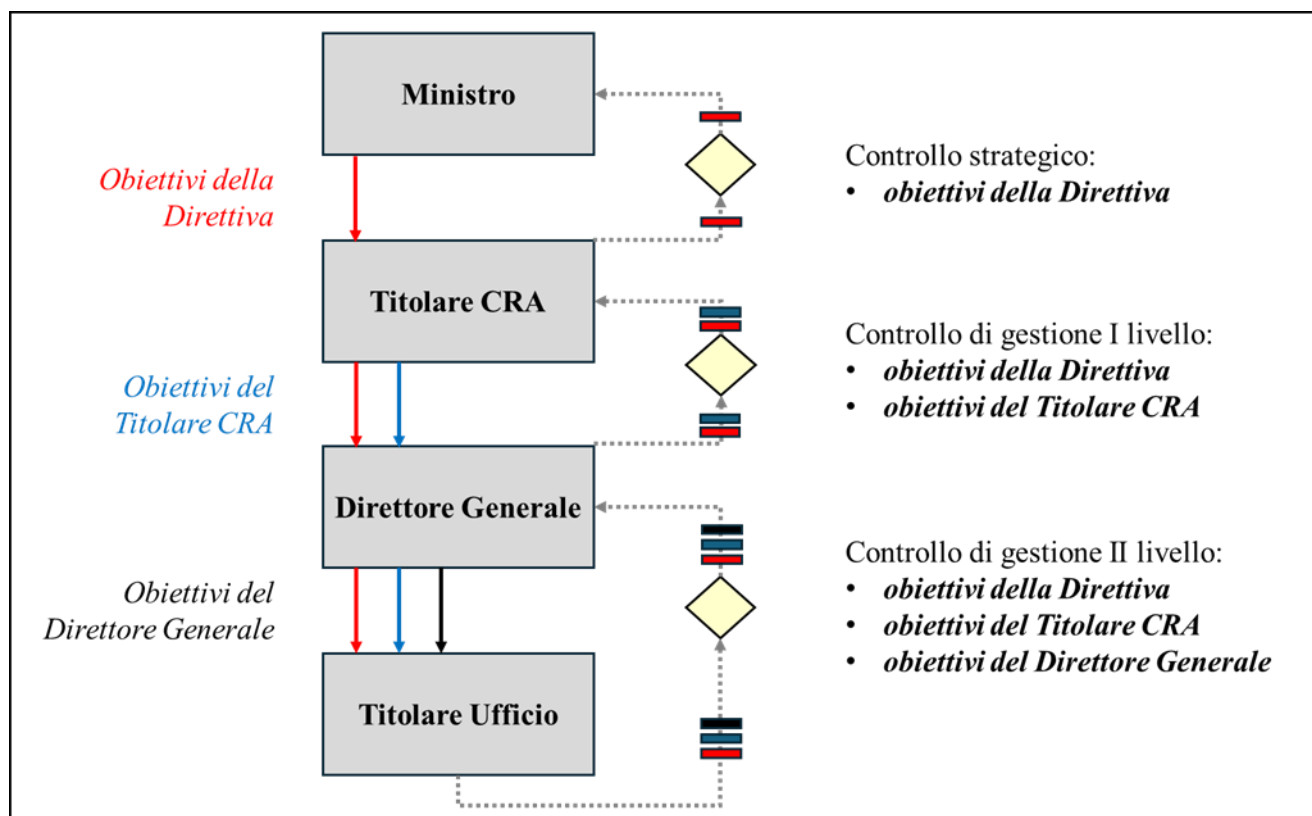 Ministro
Obiettivi della
Direttiva
Controllo strategico:
• obiettivi della Direttiva
Titolare CRA
Obiettivi del
Titolare CRA
Controllo di gestione I livello:
• obiettivi della Direttiva
• obiettivi del Titolare CRA
Direttore Generale
Obiettivi del
Direttore Generale
Controllo di gestione II livello:
• obiettivi della Direttiva
• obiettivi del Titolare CRA
• obiettivi del Direttore Generale
Titolare Ufficio